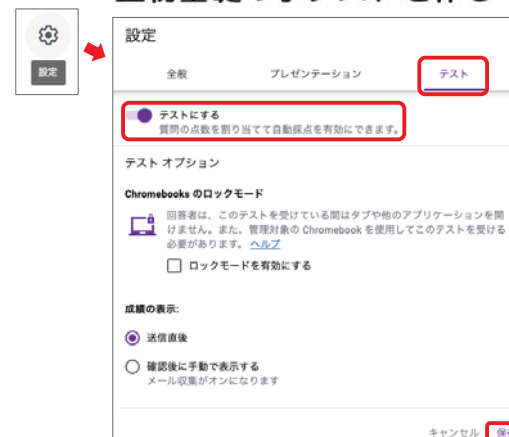 設定
設定
全般 プレゼンテーション テスト
テストにする
質問の点数を割り当てて自動採点を有効にできます。
テスト オプション
Chromebooks のロックモード
回答者は、このテストを受けている間はタブや他のアプリケーションを開
けません。また、管理対象の Chromebook を使用してこのテストを受ける
必要があります。 ヘルプ
ロックモードを有効にする
成績の表示:
送信直後
確認後に手動で表示する
メール収集がオンになります
キャンセル